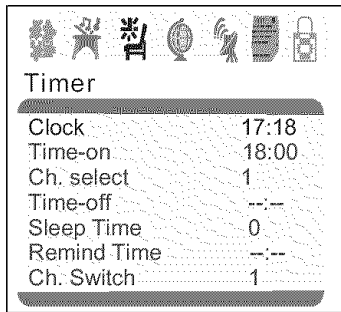 Timer
Clock 17:18
Time-on 18:00
Ch. select 1
Time-off --:--
Sleep Time 0
Remind Time --:--
Ch. Switch 1